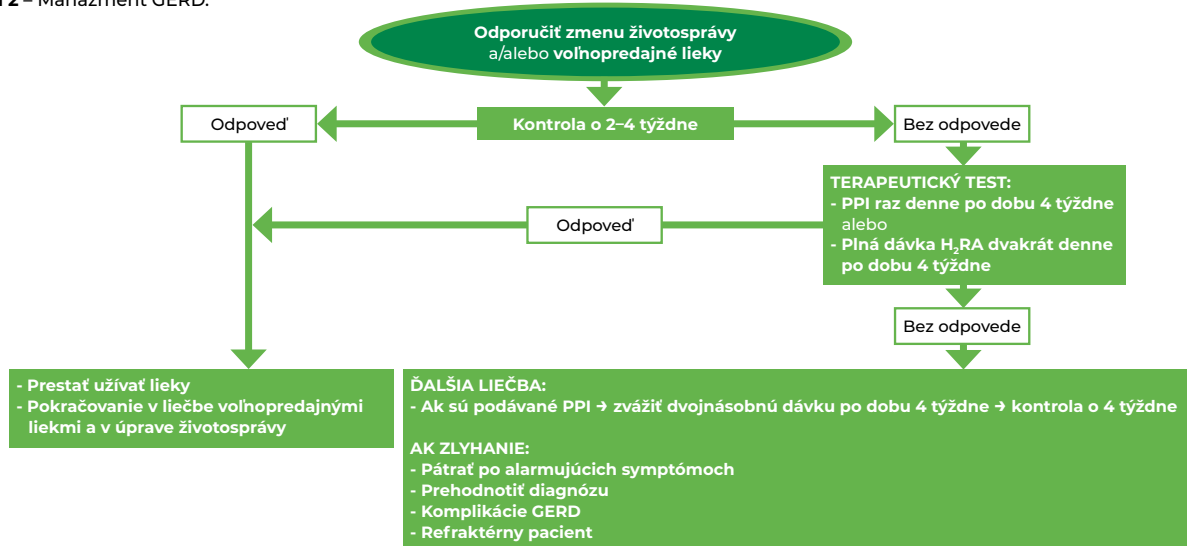 2 – Manažment GERD.
Odporučiť zmenu životosprávy
a/alebo voľnopredajné lieky
Odpoveď
Kontrola o 2–4 týždne
Bez odpovede
TERAPEUTICKÝ TEST:
- PPI raz denne po dobu 4 týždne
alebo
- Plná dávka H₂RA dvakrát denne
po dobu 4 týždne
Odpoveď
Bez odpovede
- Prestať užívať lieky
- Pokračovanie v liečbe voľnopredajnými
liekmi a v úprave životosprávy
ĎALŠIA LIEČBA:
- Ak sú podávané PPI → zvážiť dvojnásobnú dávku po dobu 4 týždne → kontrola o 4 týždne
AK ZLYHANIE:
- Pátrať po alarmujúcich symptómoch
- Prehodnotiť diagnózu
- Komplikácie GERD
- Refraktérny pacient